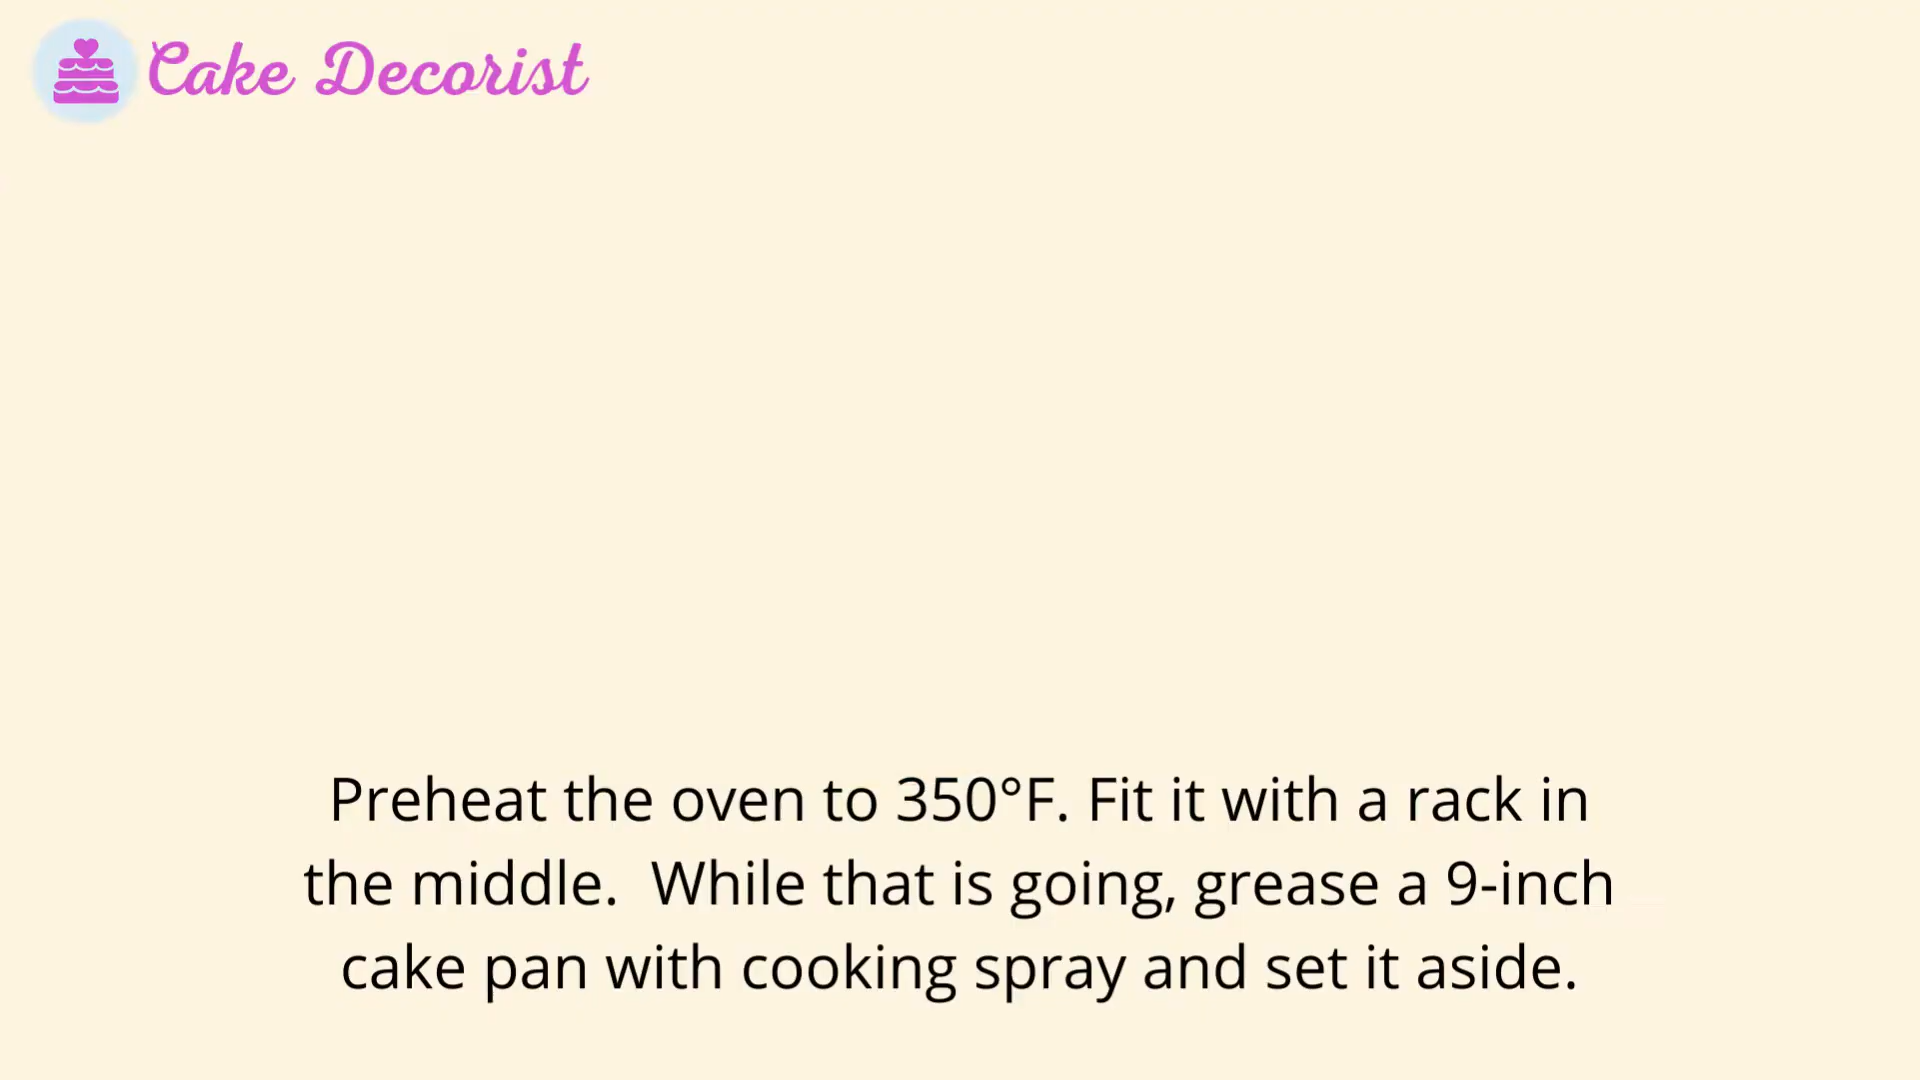 Cake Decorist
Preheat the oven to 350°F. Fit it with a rack in
the middle.  While that is going, grease a 9-inch
cake pan with cooking spray and set it aside.